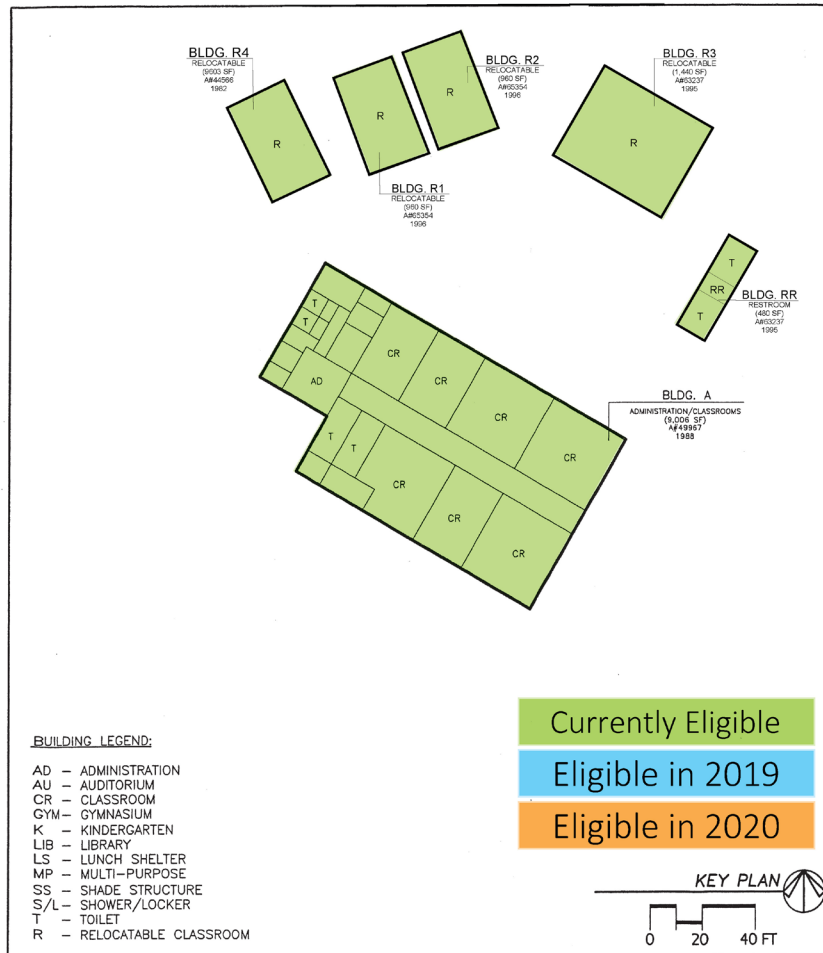 BLDG. R4
RELOCATABLE
(9603 SF)
A#44566
1982
BLDG. R2
RELOCATABLE
(960 SF)
A#65354
1996
BLDG. R3
RELOCATABLE
(1,440 SF)
A#63237
1995
R
R
R
R
BLDG. R1
RELOCATABLE
(960 SF)
A#65354
1996
T
RR
T
BLDG. RR
RESTROOM
(480 SF)
A#63237
1995
T
T
AD
CR
CR
CR
CR
BLDG. A
ADMINISTRATION/CLASSROOMS
(9,006 SF)
A#49967
1988
T
T
CR
CR
CR
BUILDING LEGEND:
AD – ADMINISTRATION
AU – AUDITORIUM
CR – CLASSROOM
GYM – GYMNASIUM
K – KINDERGARTEN
LIB – LIBRARY
LS – LUNCH SHELTER
MP – MULTI-PURPOSE
SS – SHADE STRUCTURE
S/L – SHOWER/LOCKER
T – TOILET
R – RELOCATABLE CLASSROOM
Currently Eligible
Eligible in 2019
Eligible in 2020
KEY PLAN
0 20 40 FT